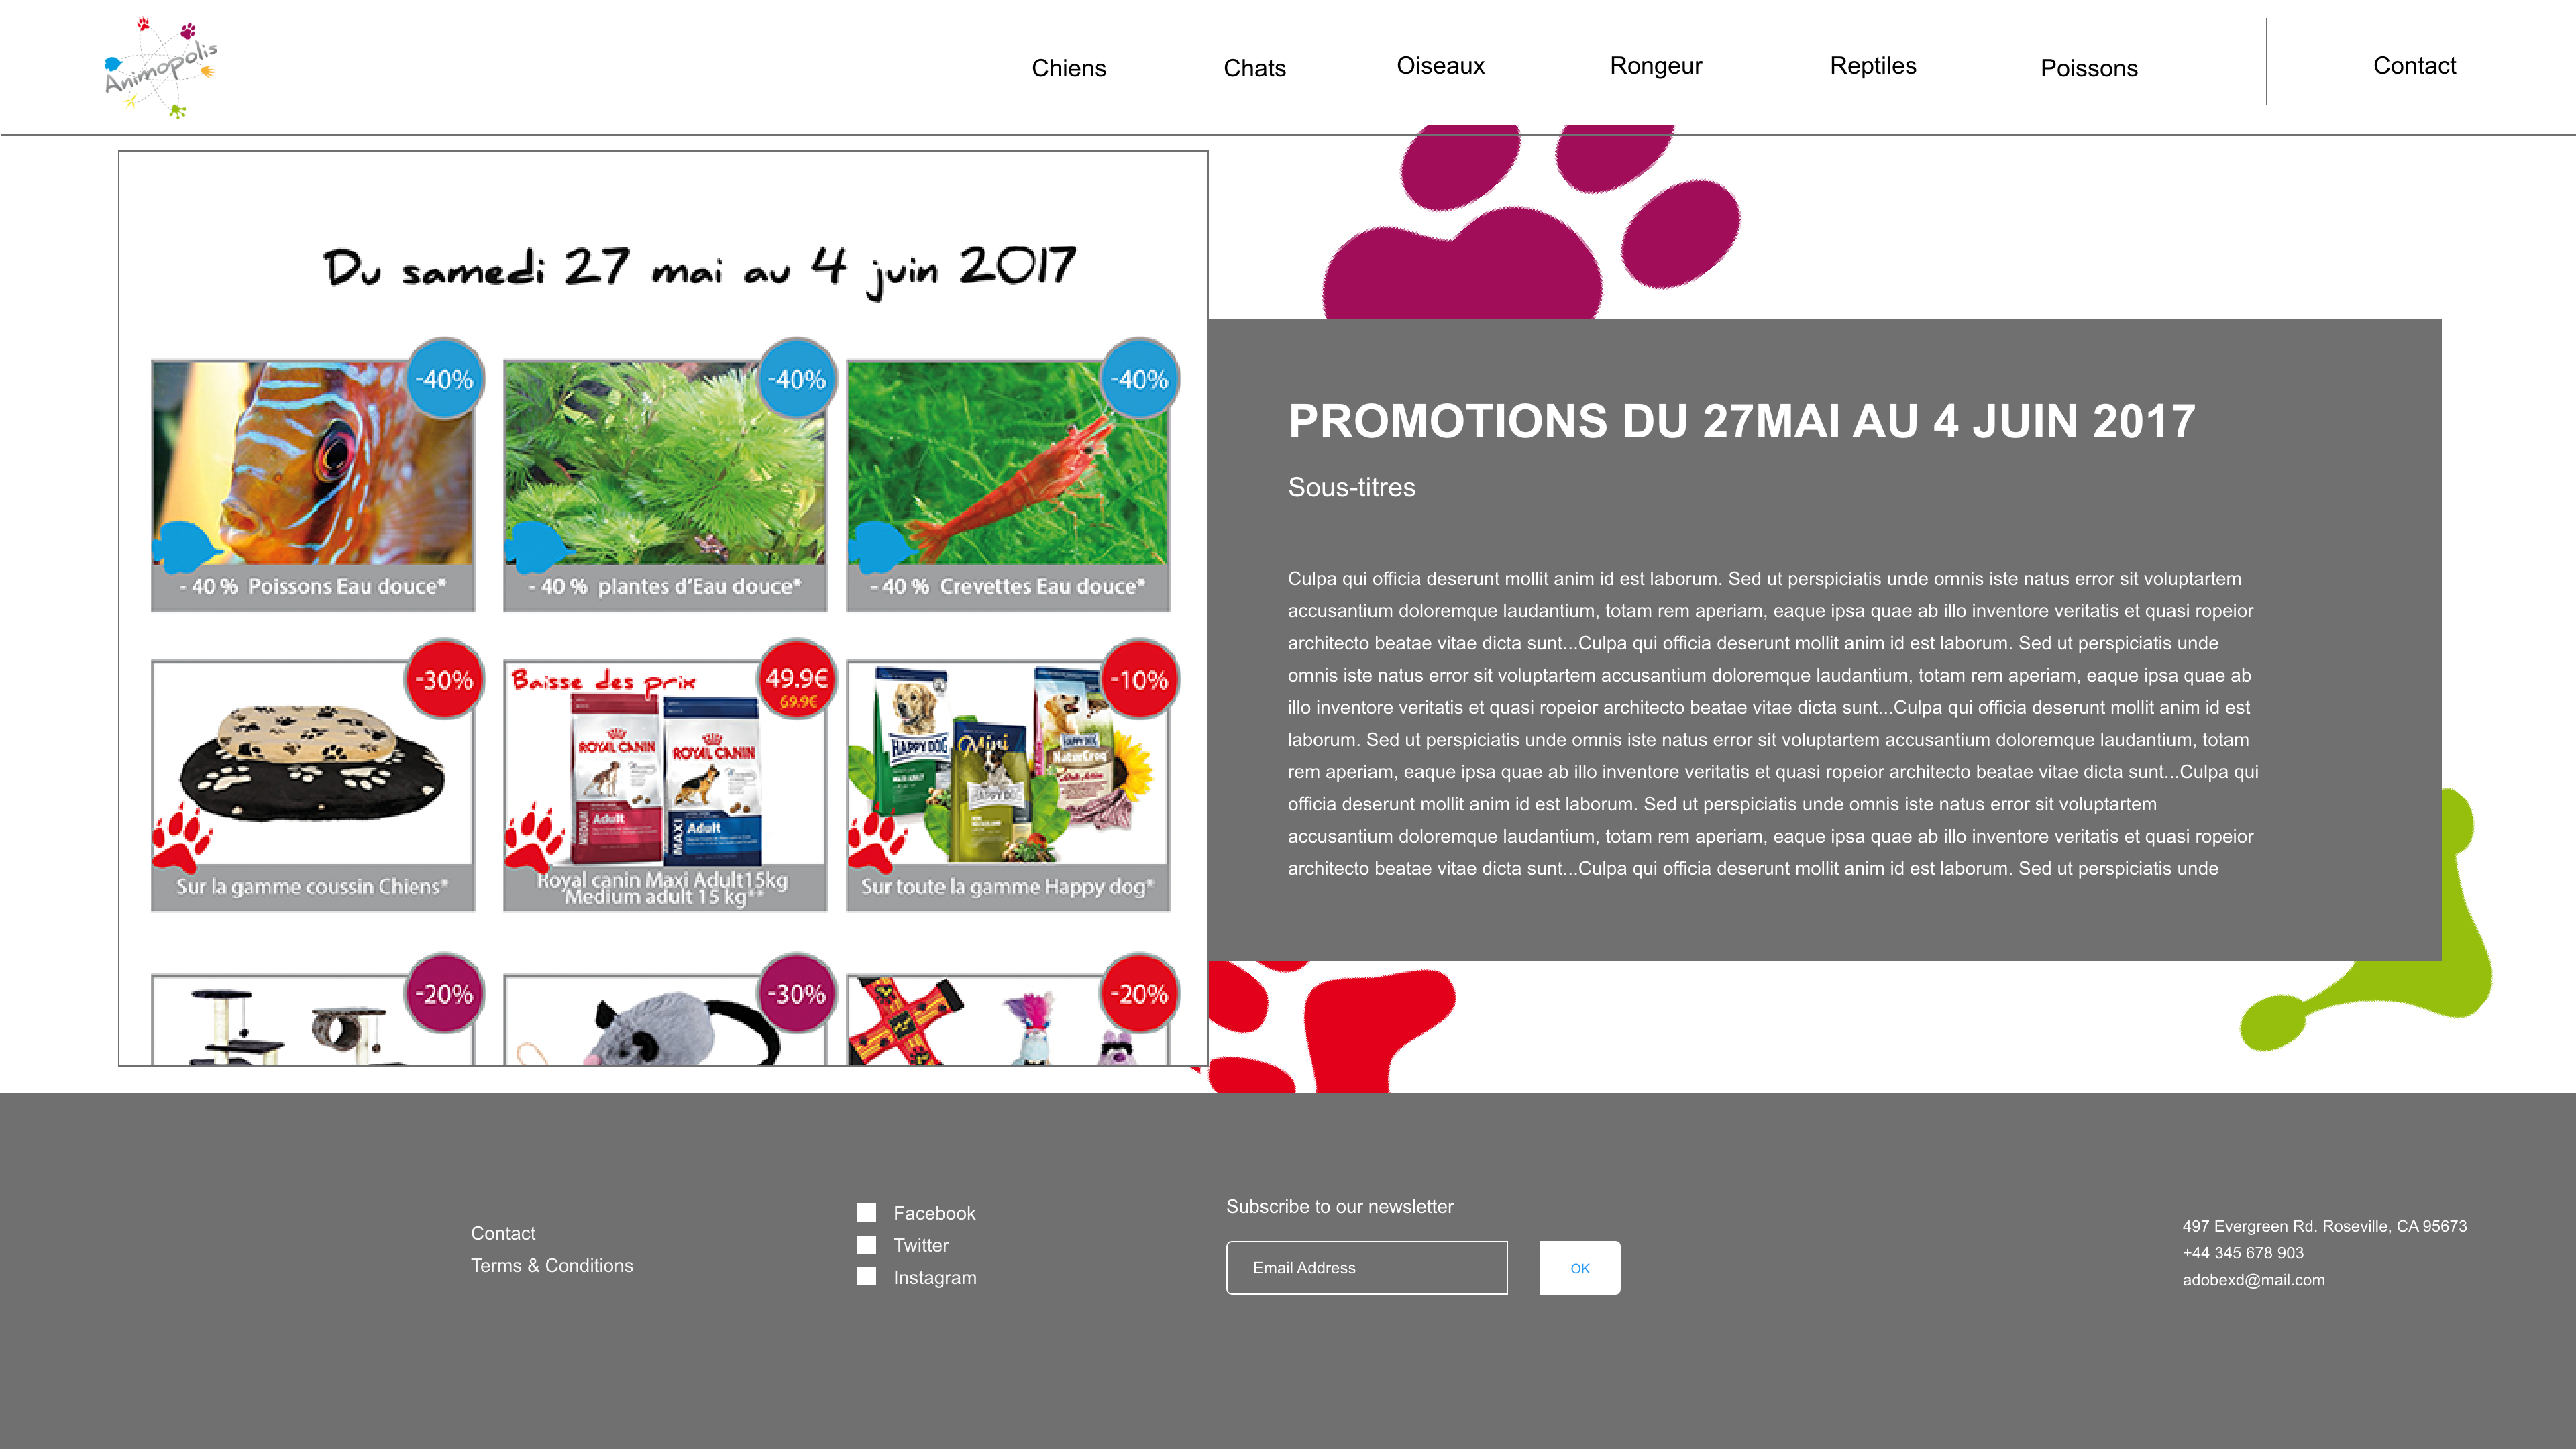 Animopolis
Chiens
Chats
Oiseaux
Rongeur
Reptiles
Poissons
Contact
Du samedi 27 mai au 4 juin 2017
-40%
-40%
-40%
- 40 % Poissons Eau douce*
- 40 % plantes d'Eau douce*
- 40 % Crevettes Eau douce*
-30%
Baisse des prix
49.9€
69.9€
-10%
ROYAL CANIN
ROYAL CANIN
MEDIUM
Adult
MAXI
Adult
HAPPY DOG
Mini
HAPPY DOG
HAPPY DOG
NaturCroq
Sur la gamme coussin Chiens*
Royal canin Maxi Adult15kg
Medium adult 15 kg**
Sur toute la gamme Happy dog*
-20%
-30%
-20%
PROMOTIONS DU 27MAI AU 4 JUIN 2017
Sous-titres
Culpa qui officia deserunt mollit anim id est laborum. Sed ut perspiciatis unde omnis iste natus error sit voluptartem
accusantium doloremque laudantium, totam rem aperiam, eaque ipsa quae ab illo inventore veritatis et quasi ropeior
architecto beatae vitae dicta sunt...Culpa qui officia deserunt mollit anim id est laborum. Sed ut perspiciatis unde
omnis iste natus error sit voluptartem accusantium doloremque laudantium, totam rem aperiam, eaque ipsa quae ab
illo inventore veritatis et quasi ropeior architecto beatae vitae dicta sunt...Culpa qui officia deserunt mollit anim id est
laborum. Sed ut perspiciatis unde omnis iste natus error sit voluptartem accusantium doloremque laudantium, totam
rem aperiam, eaque ipsa quae ab illo inventore veritatis et quasi ropeior architecto beatae vitae dicta sunt...Culpa qui
officia deserunt mollit anim id est laborum. Sed ut perspiciatis unde omnis iste natus error sit voluptartem
accusantium doloremque laudantium, totam rem aperiam, eaque ipsa quae ab illo inventore veritatis et quasi ropeior
architecto beatae vitae dicta sunt...Culpa qui officia deserunt mollit anim id est laborum. Sed ut perspiciatis unde
Contact
Terms & Conditions
Facebook
Twitter
Instagram
Subscribe to our newsletter
Email Address
OK
497 Evergreen Rd. Roseville, CA 95673
+44 345 678 903
adobexd@mail.com